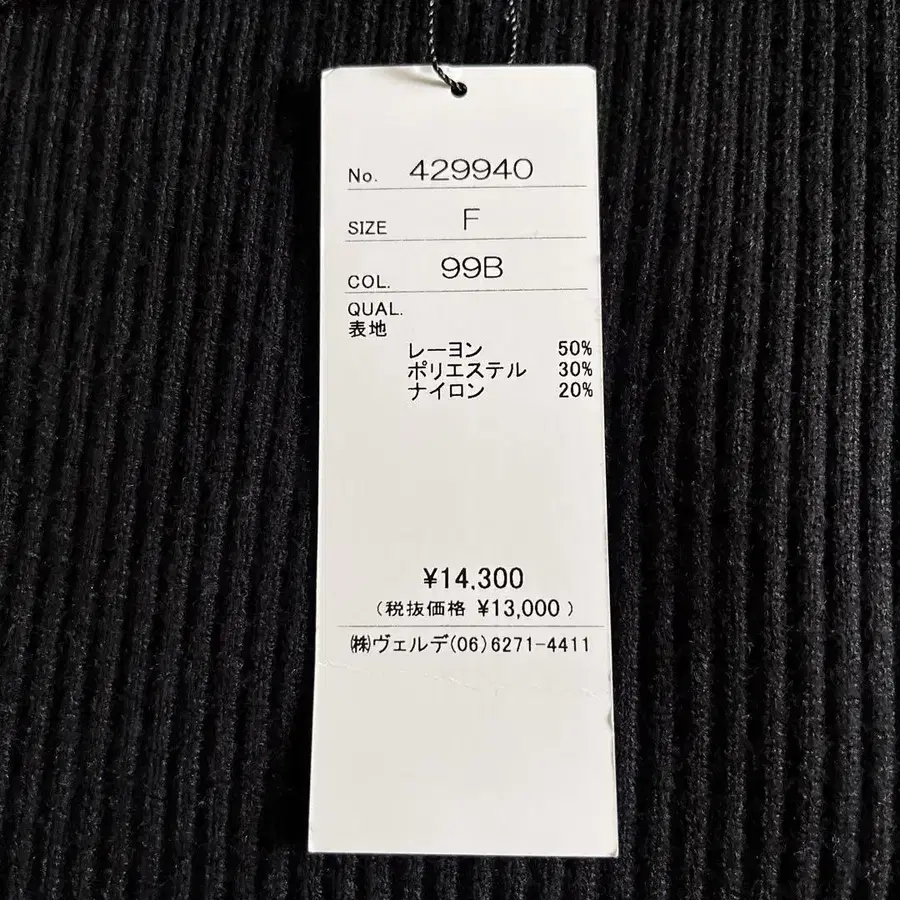 No. 429940
SIZE F
COL. 99B
QUAL.
表地
レーヨン 50%
ポリエステル 30%
ナイロン 20%
¥14,300
(税抜価格 ¥13,000)
㈱ヴェルデ(06)6271-4411